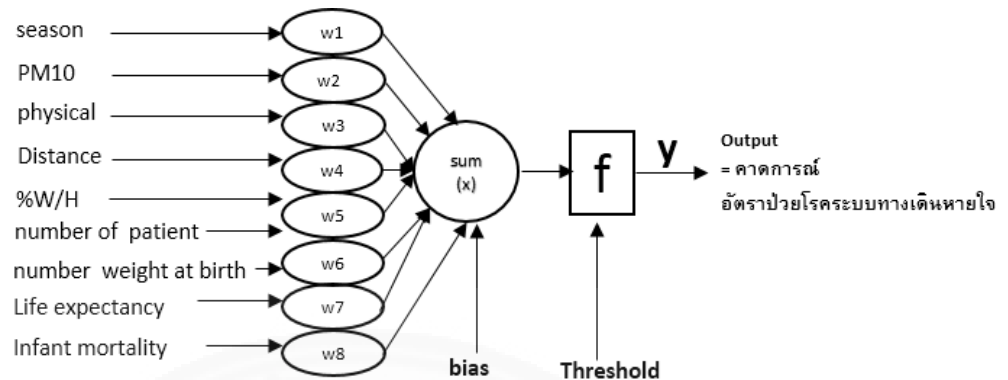 season
PM10
physical
Distance
%W/H
number of patient
number weight at birth
Life expectancy
Infant mortality
w1
w2
w3
w4
w5
w6
w7
w8
sum
(x)
bias
f
Threshold
y
Output
= คาดการณ์
อัตราป่วยโรคระบบทางเดินหายใจ